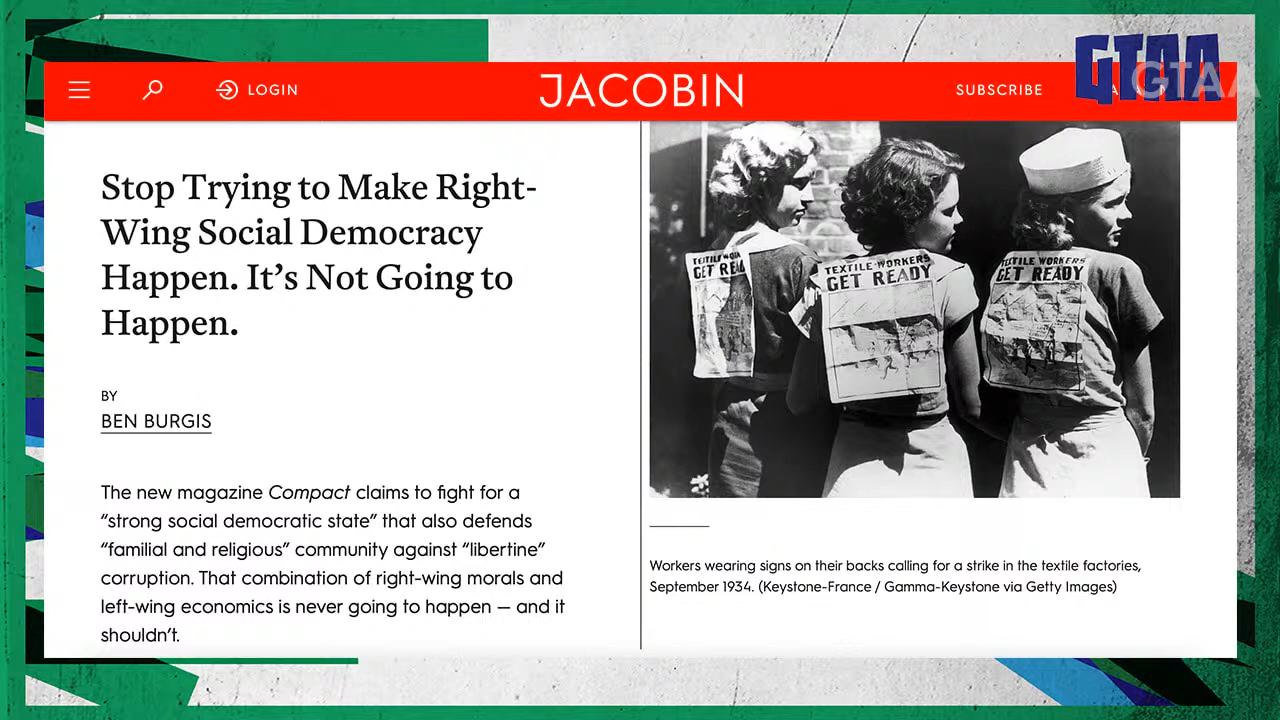 GTAA
GTAA
LOGIN
JACOBIN
SUBSCRIBE
Stop Trying to Make Right-
Wing Social Democracy
Happen. It’s Not Going to
Happen.
BY
BEN BURGIS
The new magazine Compact claims to fight for a
“strong social democratic state” that also defends
“familial and religious” community against “libertine”
corruption. That combination of right-wing morals and
left-wing economics is never going to happen — and it
shouldn’t.
GET
TEXTILE WORKERS
GET READY
TEXTILE WORKERS
GET READY
Workers wearing signs on their backs calling for a strike in the textile factories,
September 1934. (Keystone-France / Gamma-Keystone via Getty Images)